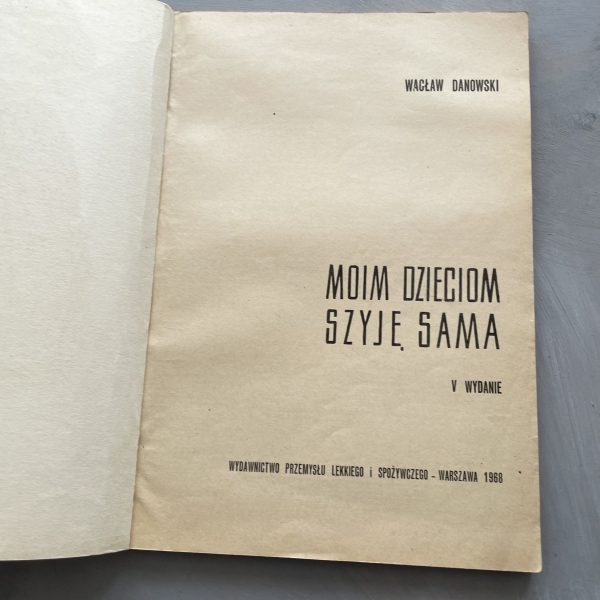 WACŁAW DANOWSKI
MOIM DZIECIOM
SZYJĘ SAMA
V WYDANIE
WYDAWNICTWO PRZEMYSŁU LEKKIEGO i SPOŻYWCZEGO – WARSZAWA 1968